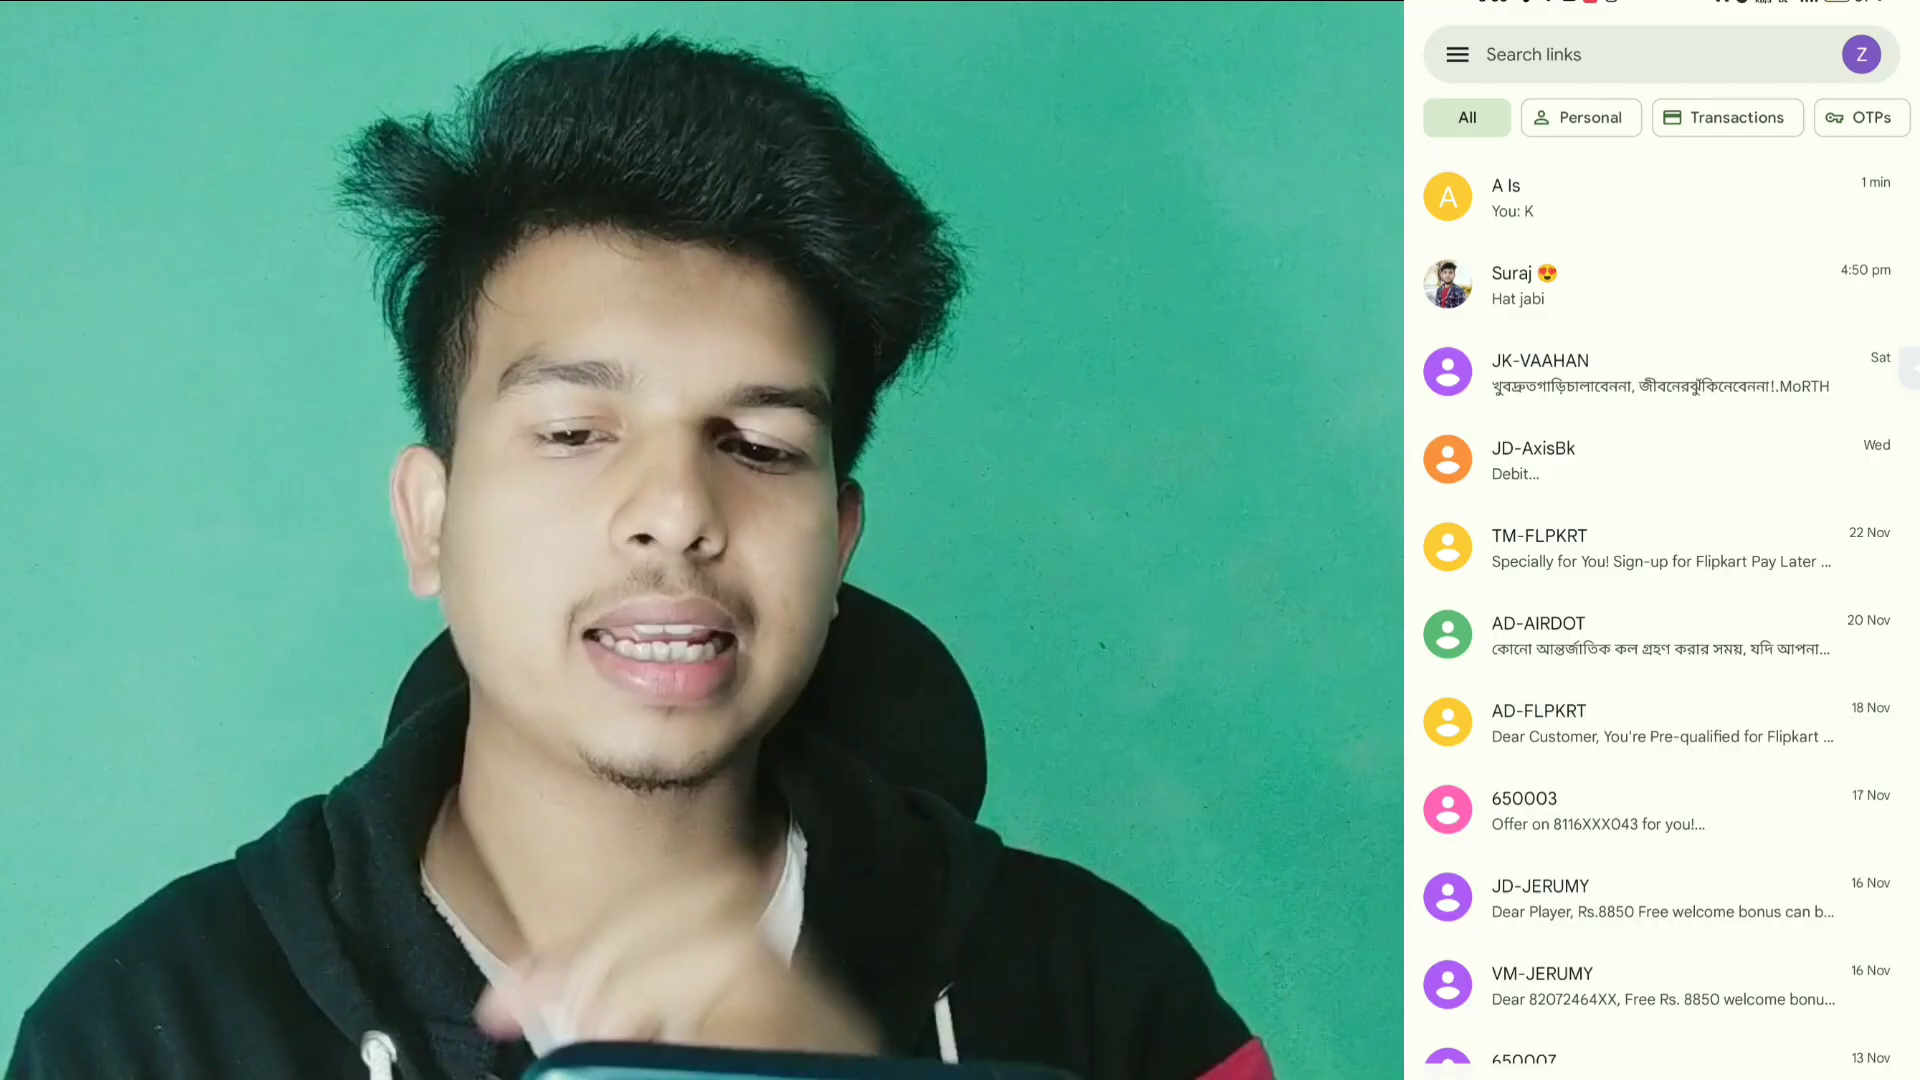 Search links
Z
All
Personal
Transactions
OTPs
A
A Is
1 min
You: K
Suraj 😍
4:50 pm
Hat jabi
JK-VAAHAN
Sat
খুবদ্রুতগাড়িচালাবেননা, জীবনেরঝুঁকিনেবেননা!.MoRTH
JD-AxisBk
Wed
Debit...
TM-FLPKRT
22 Nov
Specially for You! Sign-up for Flipkart Pay Later ...
AD-AIRDOT
20 Nov
কোনো আন্তর্জাতিক কল গ্রহণ করার সময়, যদি আপনা...
AD-FLPKRT
18 Nov
Dear Customer, You're Pre-qualified for Flipkart ...
650003
17 Nov
Offer on 8116XXX043 for you!...
JD-JERUMY
16 Nov
Dear Player, Rs.8850 Free welcome bonus can b...
VM-JERUMY
16 Nov
Dear 82072464XX, Free Rs. 8850 welcome bonu...
650007
13 Nov